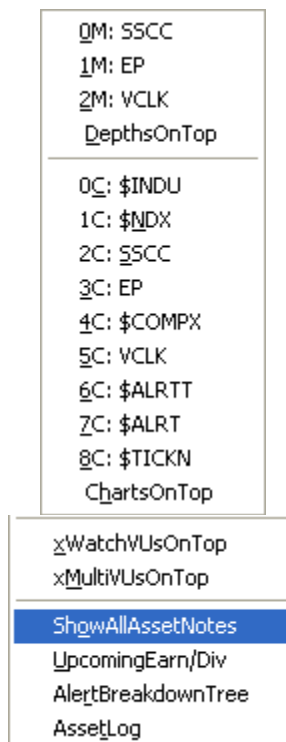 0M: SSCC
1M: EP
2M: VCLK
DepthsOnTop
0C: $INDU
1C: $NDX
2C: SSCC
3C: EP
4C: $COMPX
5C: VCLK
6C: $ALRTT
7C: $ALRT
8C: $TICKN
ChartsOnTop
xWatchVUsOnTop
xMultiVUsOnTop
ShowAllAssetNotes
UpcomingEarn/Div
AlertBreakdownTree
AssetLog